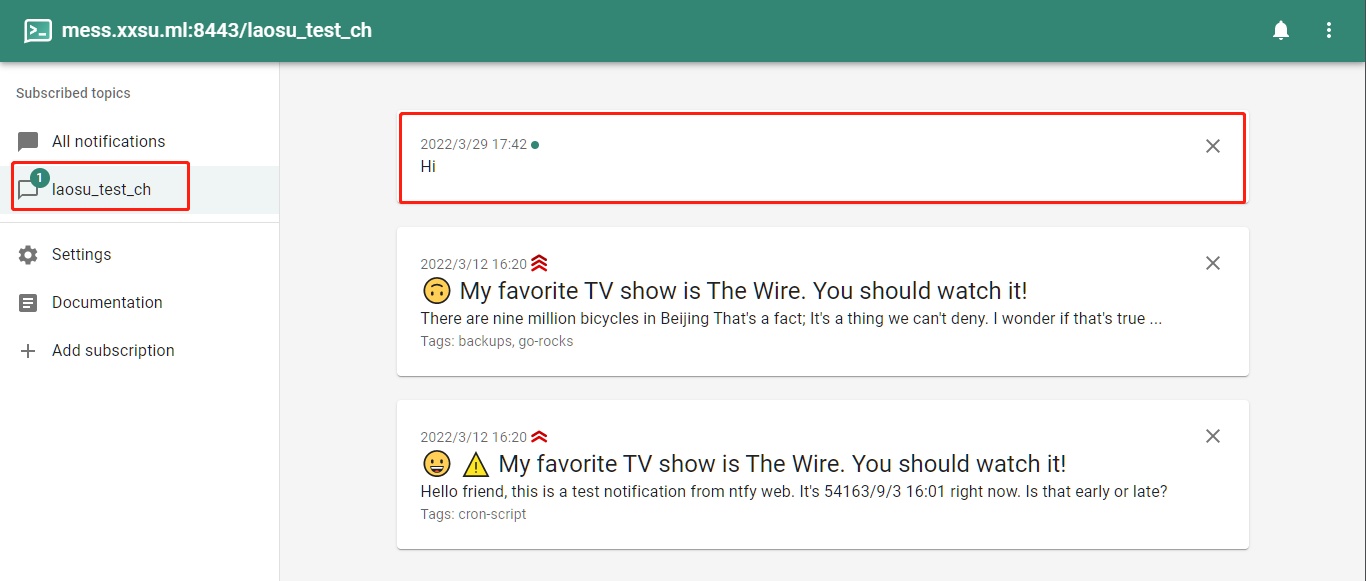 mess.xxsu.ml:8443/laosu_test_ch
Subscribed topics
All notifications
1
laosu_test_ch
Settings
Documentation
Add subscription
2022/3/29 17:42
Hi
2022/3/12 16:20
🙃 My favorite TV show is The Wire. You should watch it!
There are nine million bicycles in Beijing That's a fact; It's a thing we can't deny. I wonder if that's true ...
Tags: backups, go-rocks
2022/3/12 16:20
😀 ⚠️ My favorite TV show is The Wire. You should watch it!
Hello friend, this is a test notification from ntfy web. It's 54163/9/3 16:01 right now. Is that early or late?
Tags: cron-script